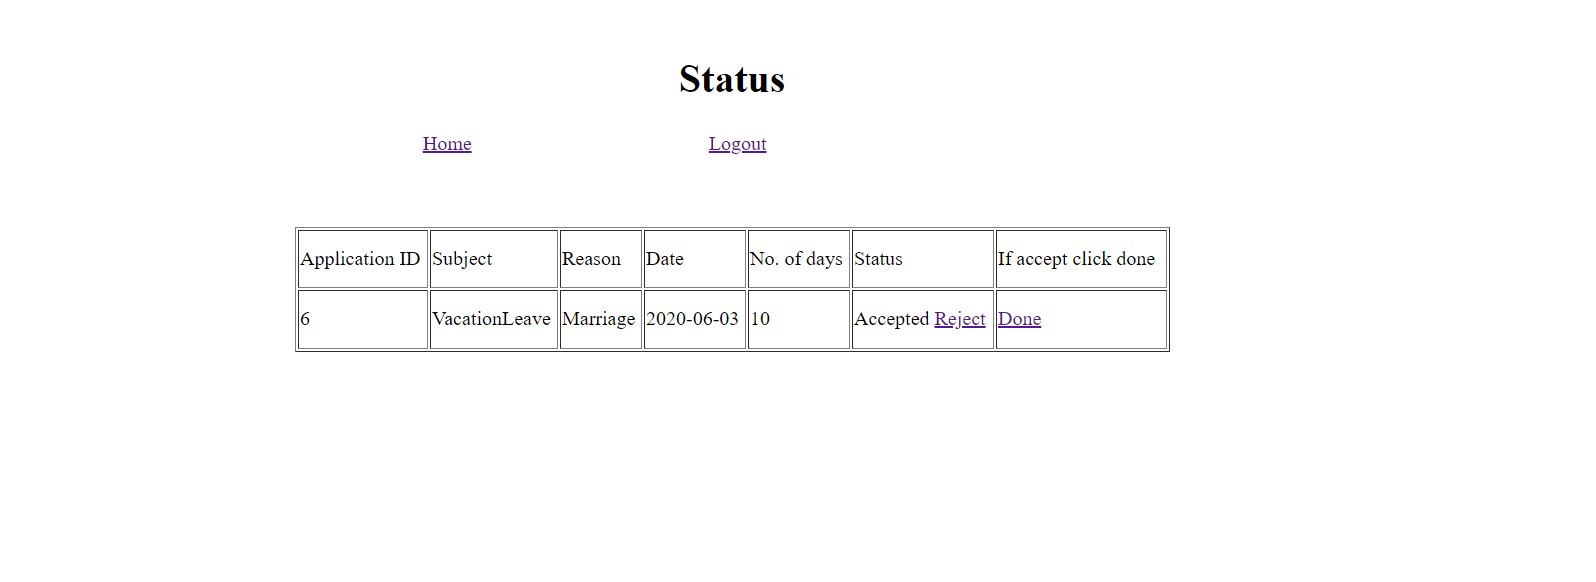 Status
Home Logout
Application ID Subject Reason Date No. of days Status If accept click done
6 VacationLeave Marriage 2020-06-03 10 Accepted Reject Done